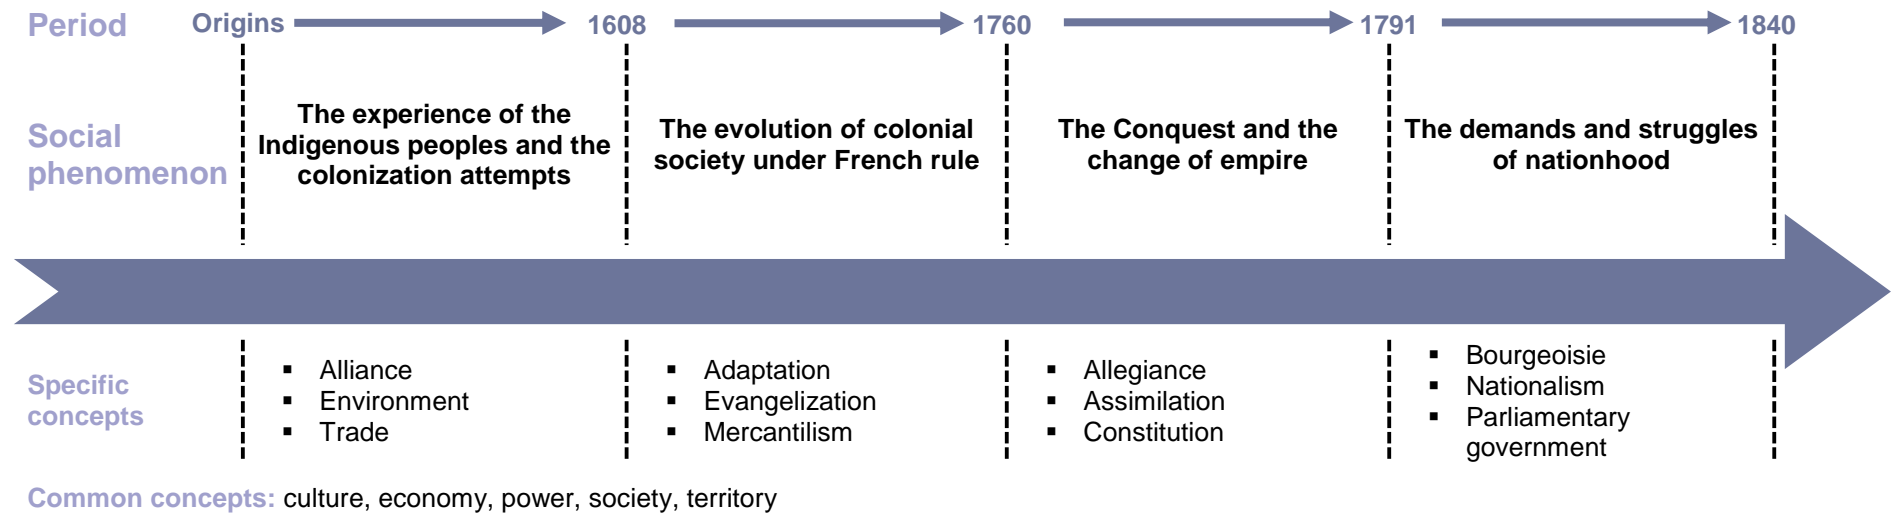 Period Origins 1608 1760 1791 1840
Social
phenomenon
The experience of the
Indigenous peoples and the
colonization attempts
The evolution of colonial
society under French rule
The Conquest and the
change of empire
The demands and struggles
of nationhood
Specific
concepts
▪ Alliance
▪ Environment
▪ Trade
▪ Adaptation
▪ Evangelization
▪ Mercantilism
▪ Allegiance
▪ Assimilation
▪ Constitution
▪ Bourgeoisie
▪ Nationalism
▪ Parliamentary
government
Common concepts: culture, economy, power, society, territory